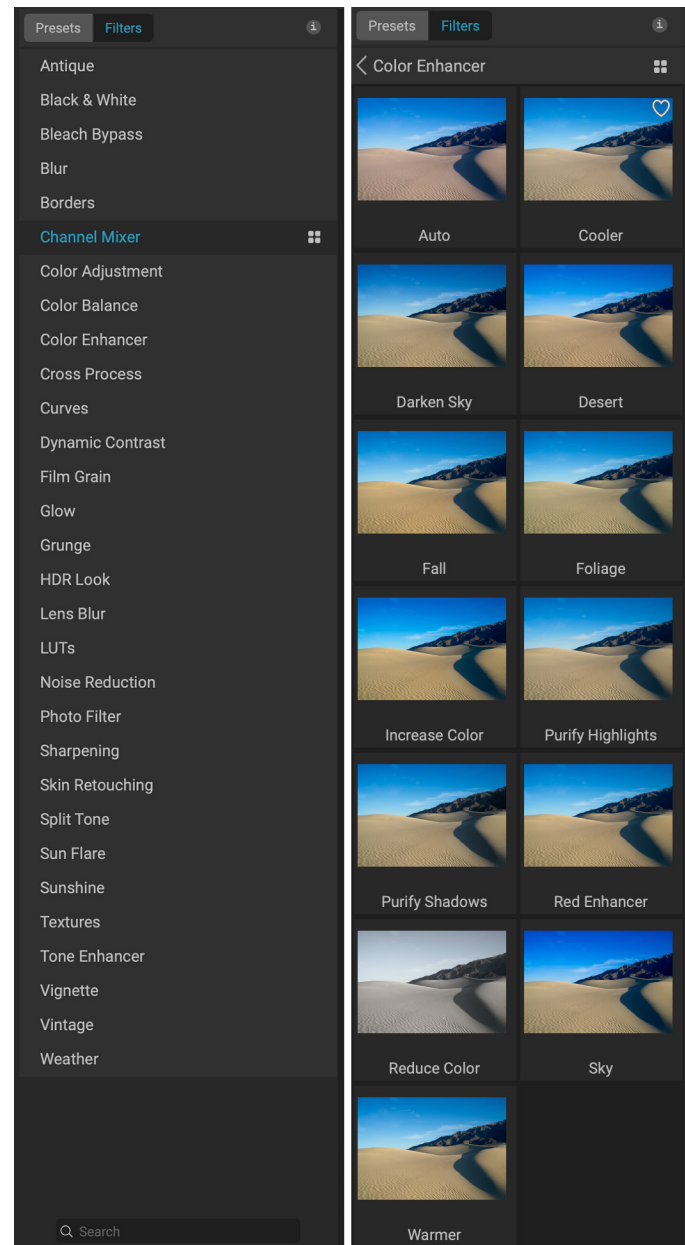 Presets Filters i
Antique
Black & White
Bleach Bypass
Blur
Borders
Channel Mixer
Color Adjustment
Color Balance
Color Enhancer
Cross Process
Curves
Dynamic Contrast
Film Grain
Glow
Grunge
HDR Look
Lens Blur
LUTs
Noise Reduction
Photo Filter
Sharpening
Skin Retouching
Split Tone
Sun Flare
Sunshine
Textures
Tone Enhancer
Vignette
Vintage
Weather
Search
Presets Filters i
Color Enhancer
Auto Cooler
Darken Sky Desert
Fall Foliage
Increase Color Purify Highlights
Purify Shadows Red Enhancer
Reduce Color Sky
Warmer